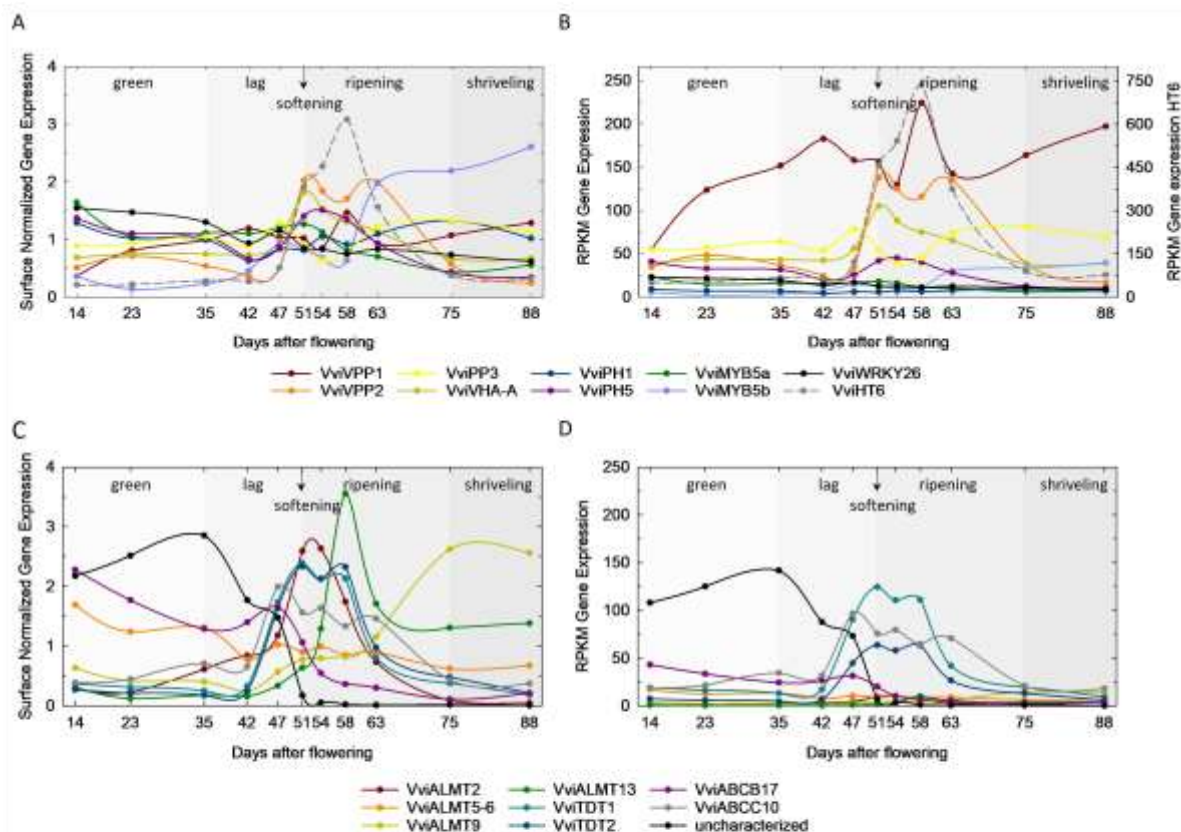 A
B
4
3
2
1
0
Surface Normalized Gene Expression
green
lag
softening
ripening
shriveling
14 23 35 42 47 51 54 58 63 75 88
Days after flowering
250
200
150
100
50
0
RPKM Gene Expression
green
lag
softening
ripening
shriveling
750
600
450
300
150
0
RPKM Gene expression HT6
14 23 35 42 47 51 54 58 63 75 88
Days after flowering
VviVPP1 VviPP3 VviPH1 VviMYB5a VviWRKY26
VviVPP2 VviVHA-A VviPH5 VviMYB5b VviHT6
C
D
4
3
2
1
0
Surface Normalized Gene Expression
green
lag
softening
ripening
shriveling
14 23 35 42 47 51 54 58 63 75 88
Days after flowering
250
200
150
100
50
0
RPKM Gene Expression
green
lag
softening
ripening
shriveling
14 23 35 42 47 51 54 58 63 75 88
Days after flowering
VviALMT2 VviALMT13 VviABCB17
VviALMT5-6 VviTDT1 VviABCC10
VviALMT9 VviTDT2 uncharacterized